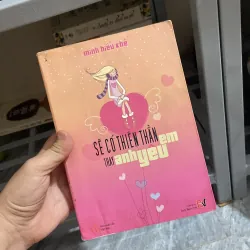 minh hiểu khê
SẼ CÓ THIÊN THẦN
THAY anh yêu em